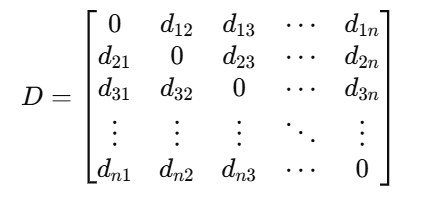 D = [ 0 d₁₂ d₁₃ ⋯ d₁ₙ
d₂₁ 0 d₂₃ ⋯ d₂ₙ
d₃₁ d₃₂ 0 ⋯ d₃ₙ
⋮ ⋮ ⋮ ⋱ ⋮
dₙ₁ dₙ₂ dₙ₃ ⋯ 0 ]